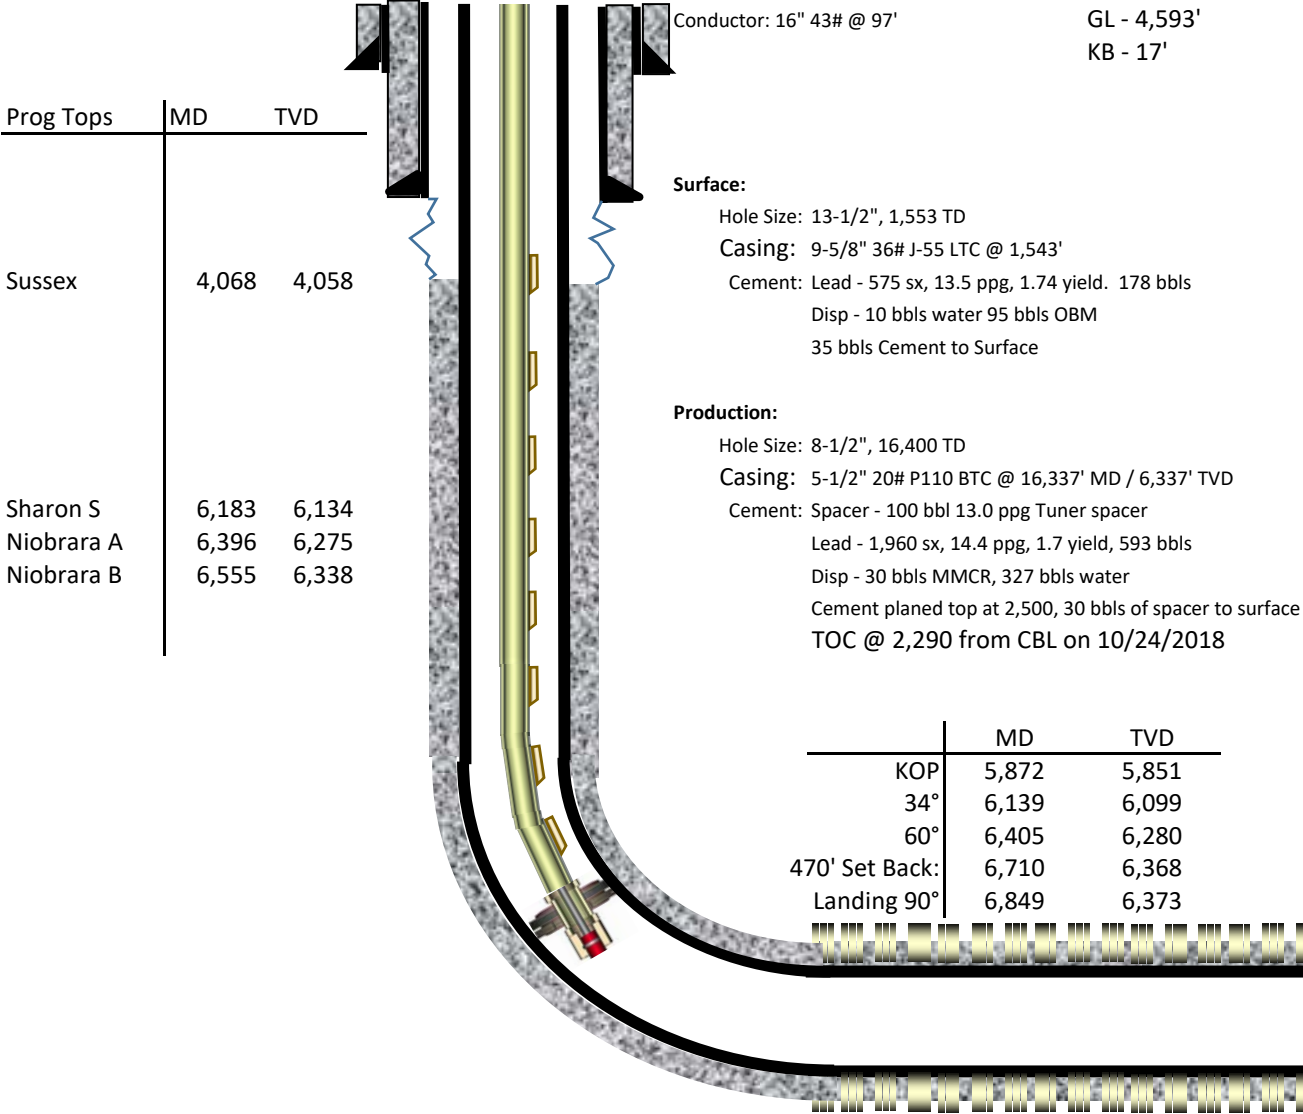 Conductor: 16" 43# @ 97'
GL - 4,593'
KB - 17'
Prog Tops MD TVD
Sussex 4,068 4,058
Sharon S 6,183 6,134
Niobrara A 6,396 6,275
Niobrara B 6,555 6,338
Surface:
Hole Size: 13-1/2", 1,553 TD
Casing: 9-5/8" 36# J-55 LTC @ 1,543'
Cement: Lead - 575 sx, 13.5 ppg, 1.74 yield. 178 bbls
Disp - 10 bbls water 95 bbls OBM
35 bbls Cement to Surface
Production:
Hole Size: 8-1/2", 16,400 TD
Casing: 5-1/2" 20# P110 BTC @ 16,337' MD / 6,337' TVD
Cement: Spacer - 100 bbl 13.0 ppg Tuner spacer
Lead - 1,960 sx, 14.4 ppg, 1.7 yield, 593 bbls
Disp - 30 bbls MMCR, 327 bbls water
Cement planed top at 2,500, 30 bbls of spacer to surface
TOC @ 2,290 from CBL on 10/24/2018
MD TVD
KOP 5,872 5,851
34° 6,139 6,099
60° 6,405 6,280
470' Set Back: 6,710 6,368
Landing 90° 6,849 6,373